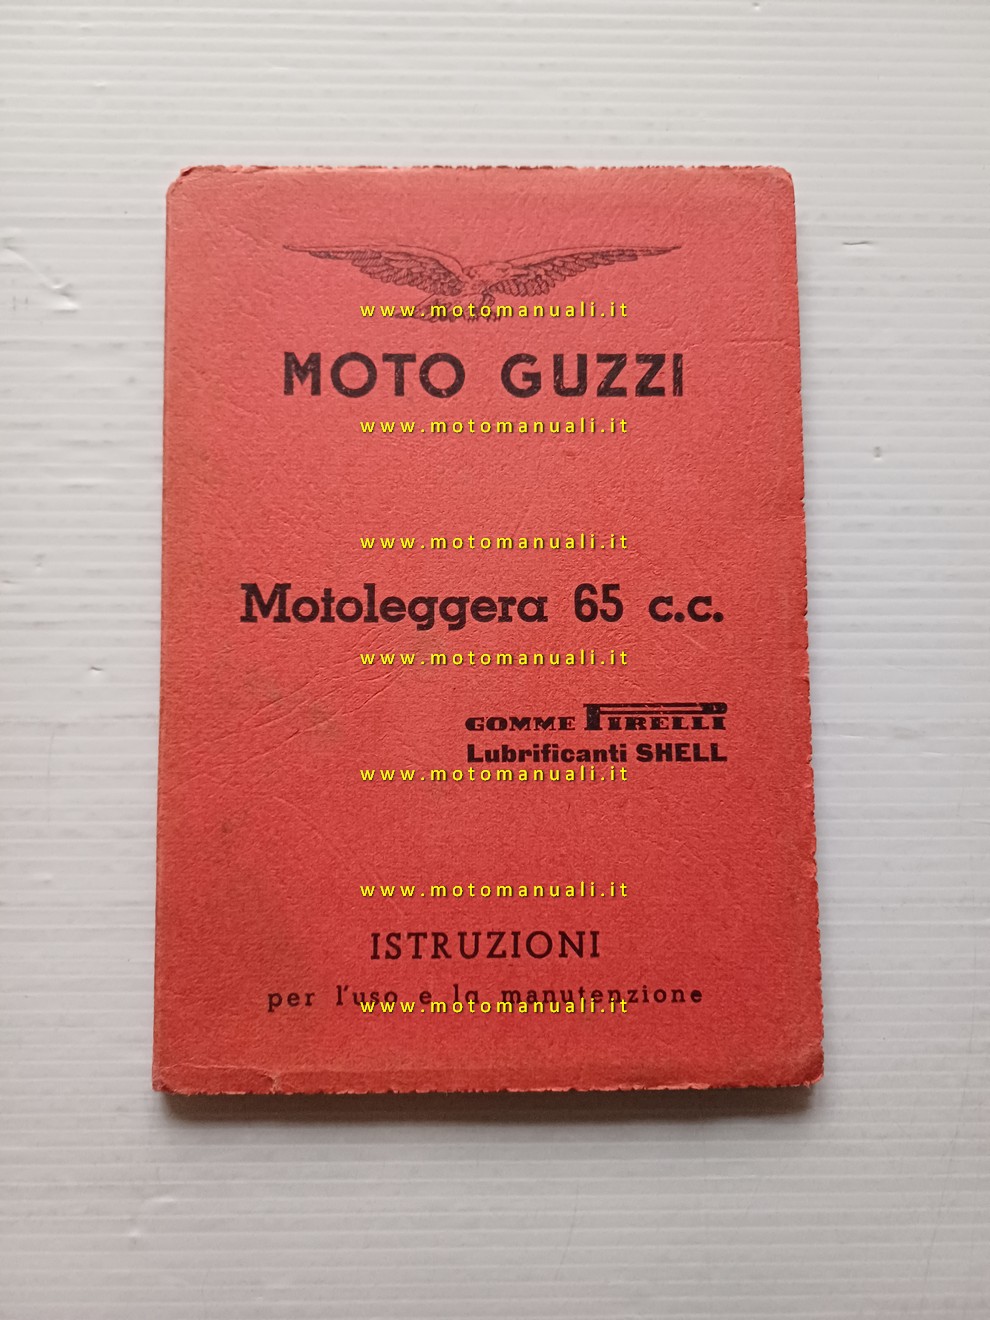 www.motomanuali.it
MOTO GUZZI
www.motomanuali.it
www.motomanuali.it
Motoleggera 65 c.c.
www.motomanuali.it
GOMME PIRELLI
Lubrificanti SHELL
www.motomanuali.it
www.motomanuali.it
ISTRUZIONI
per l'uso e la manutenzione
www.motomanuali.it